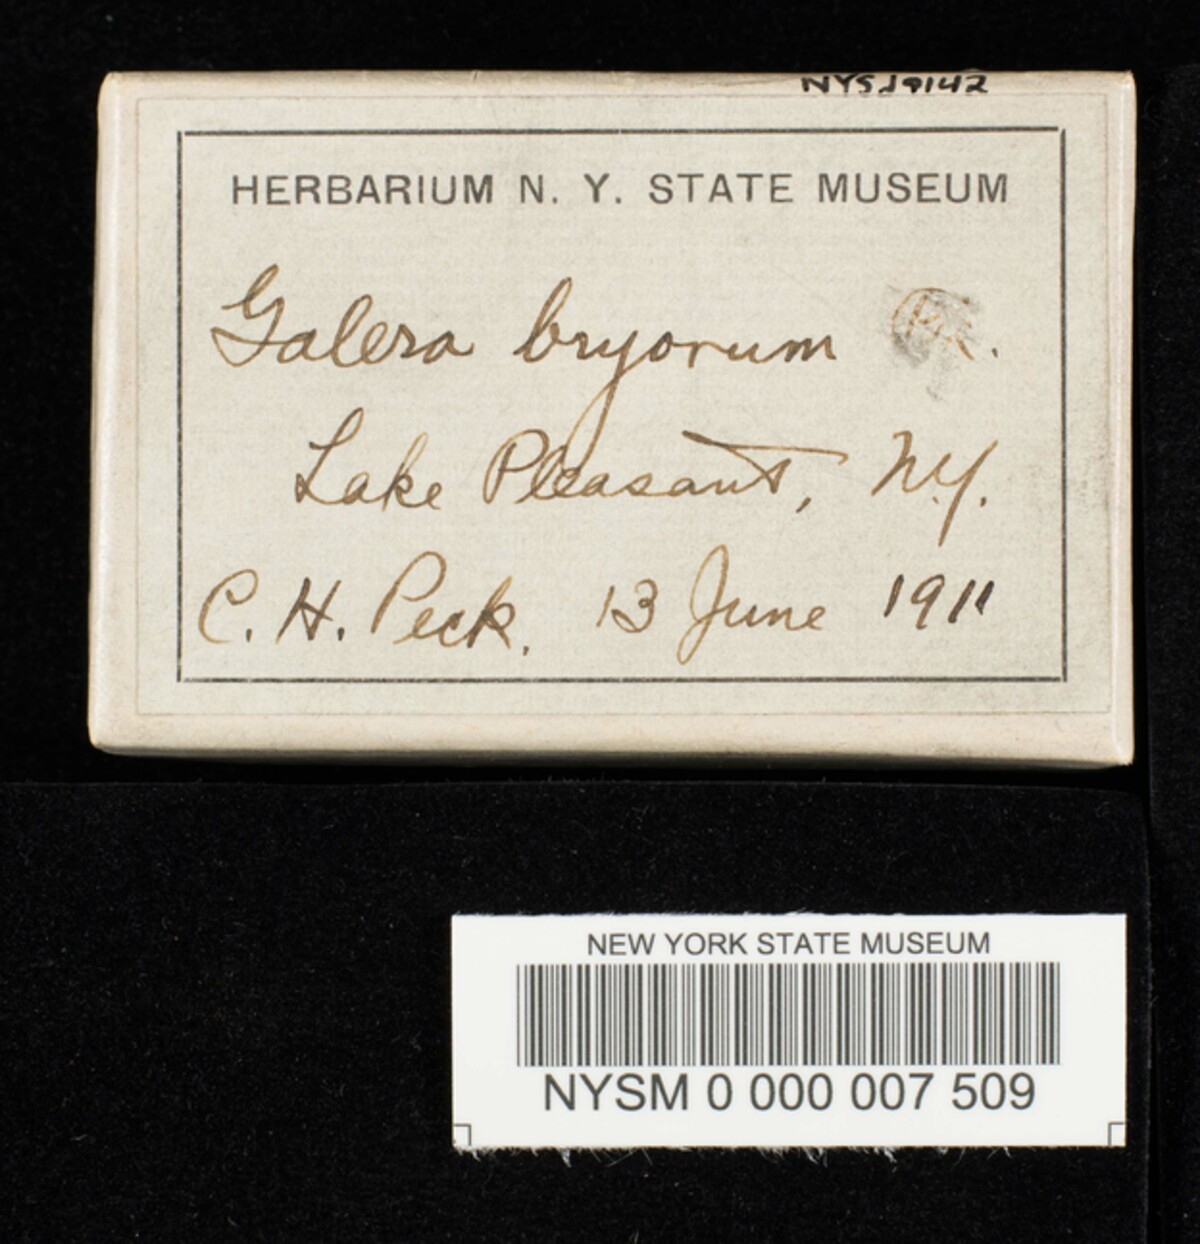 NYSd9142
HERBARIUM N. Y. STATE MUSEUM
Galera bryorum
Lake Pleasant, N.Y.
C. H. Peck. 13 June 1911
NEW YORK STATE MUSEUM
NYSM 0 000 007 509